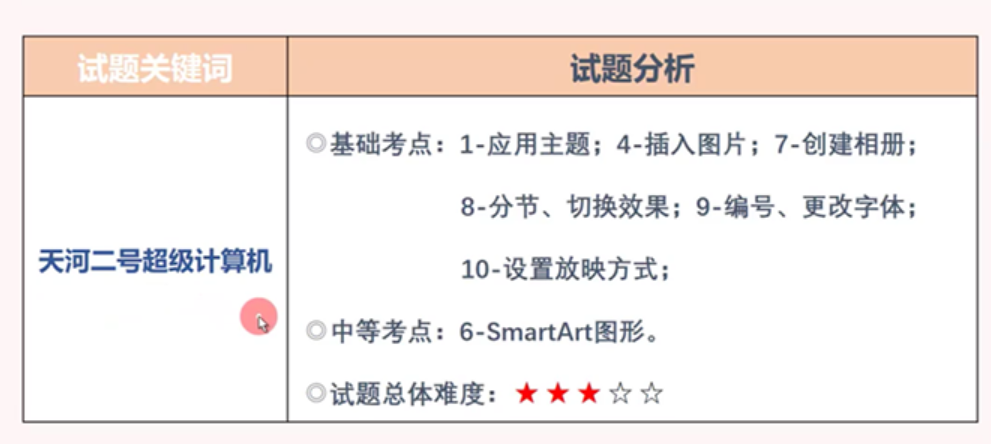 试题关键词
试题分析
天河二号超级计算机
◎基础考点：1-应用主题；4-插入图片；7-创建相册；
8-分节、切换效果；9-编号、更改字体；
10-设置放映方式；
◎中等考点：6-SmartArt图形。
◎试题总体难度：★★★☆☆